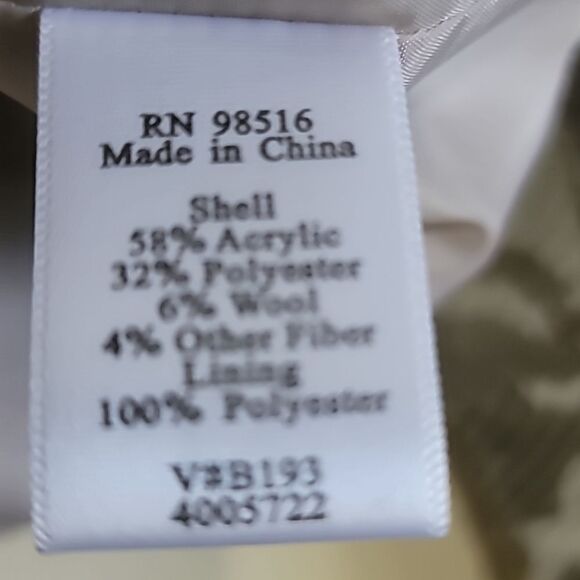 RN 98516
Made in China
Shell
58% Acrylic
32% Polyester
6% Wool
4% Other Fiber
Lining
100% Polyester
V#B193
4005722